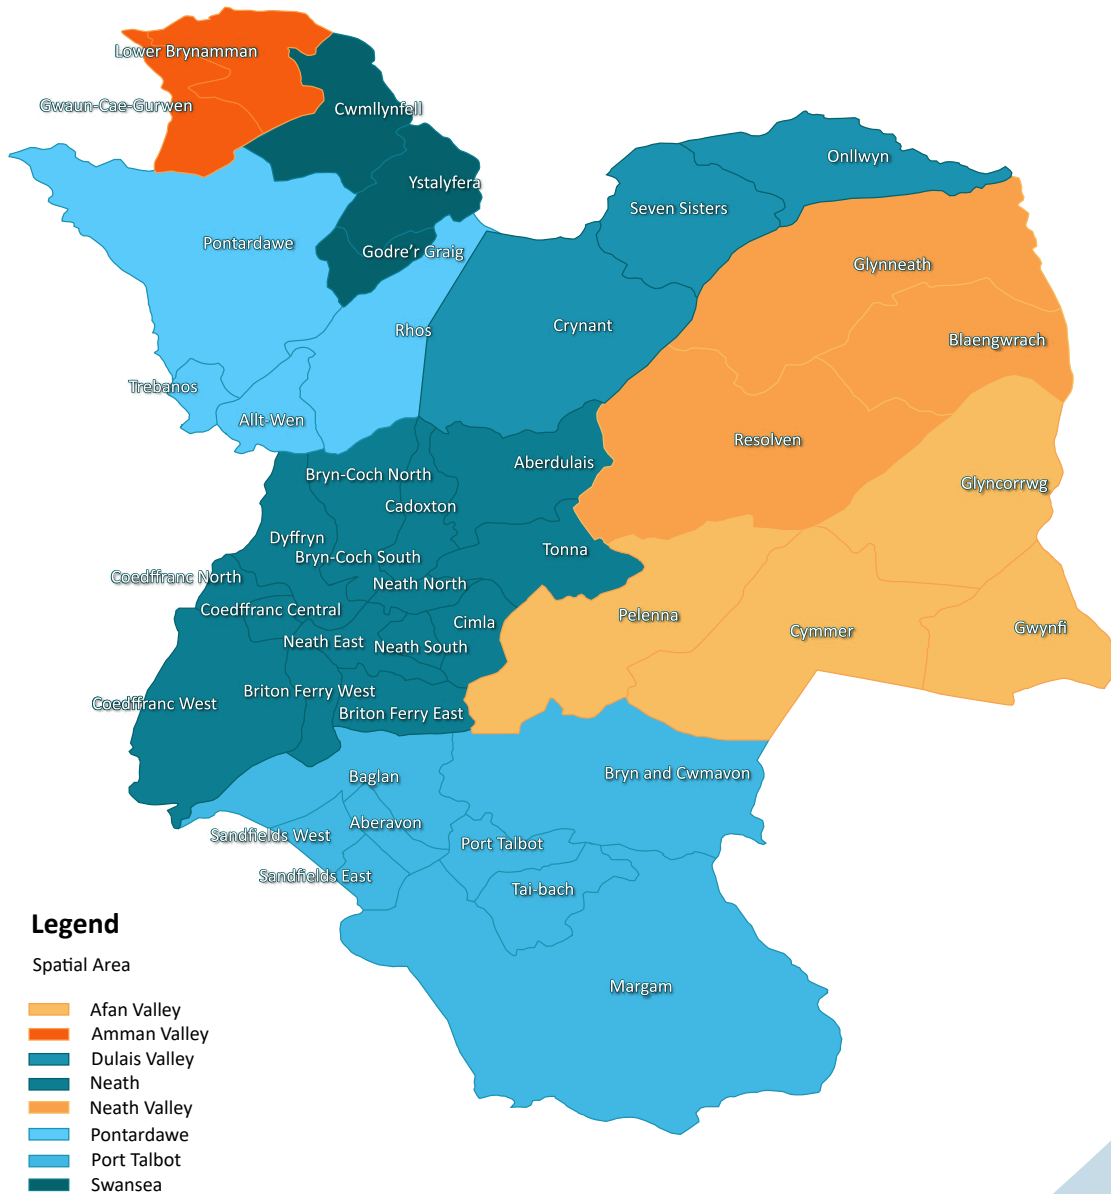 Lower Brynamman
Gwaun-Cae-Gurwen
Cwmllynfell
Ystalyfera
Onllwyn
Seven Sisters
Pontardawe
Godre'r Graig
Glynneath
Rhos
Crynant
Blaengwrach
Trebanos
Allt-Wen
Resolven
Aberdulais
Bryn-Coch North
Glyncorrwg
Cadoxton
Dyffryn
Tonna
Bryn-Coch South
Coedffranc North
Neath North
Coedffranc Central
Pelenna
Cimla
Cymmer
Gwynfi
Neath East
Neath South
Briton Ferry West
Coedffranc West
Briton Ferry East
Baglan
Bryn and Cwmavon
Aberavon
Sandfields West
Port Talbot
Sandfields East
Tai-bach
Margam
Legend
Spatial Area
Afan Valley
Amman Valley
Dulais Valley
Neath
Neath Valley
Pontardawe
Port Talbot
Swansea